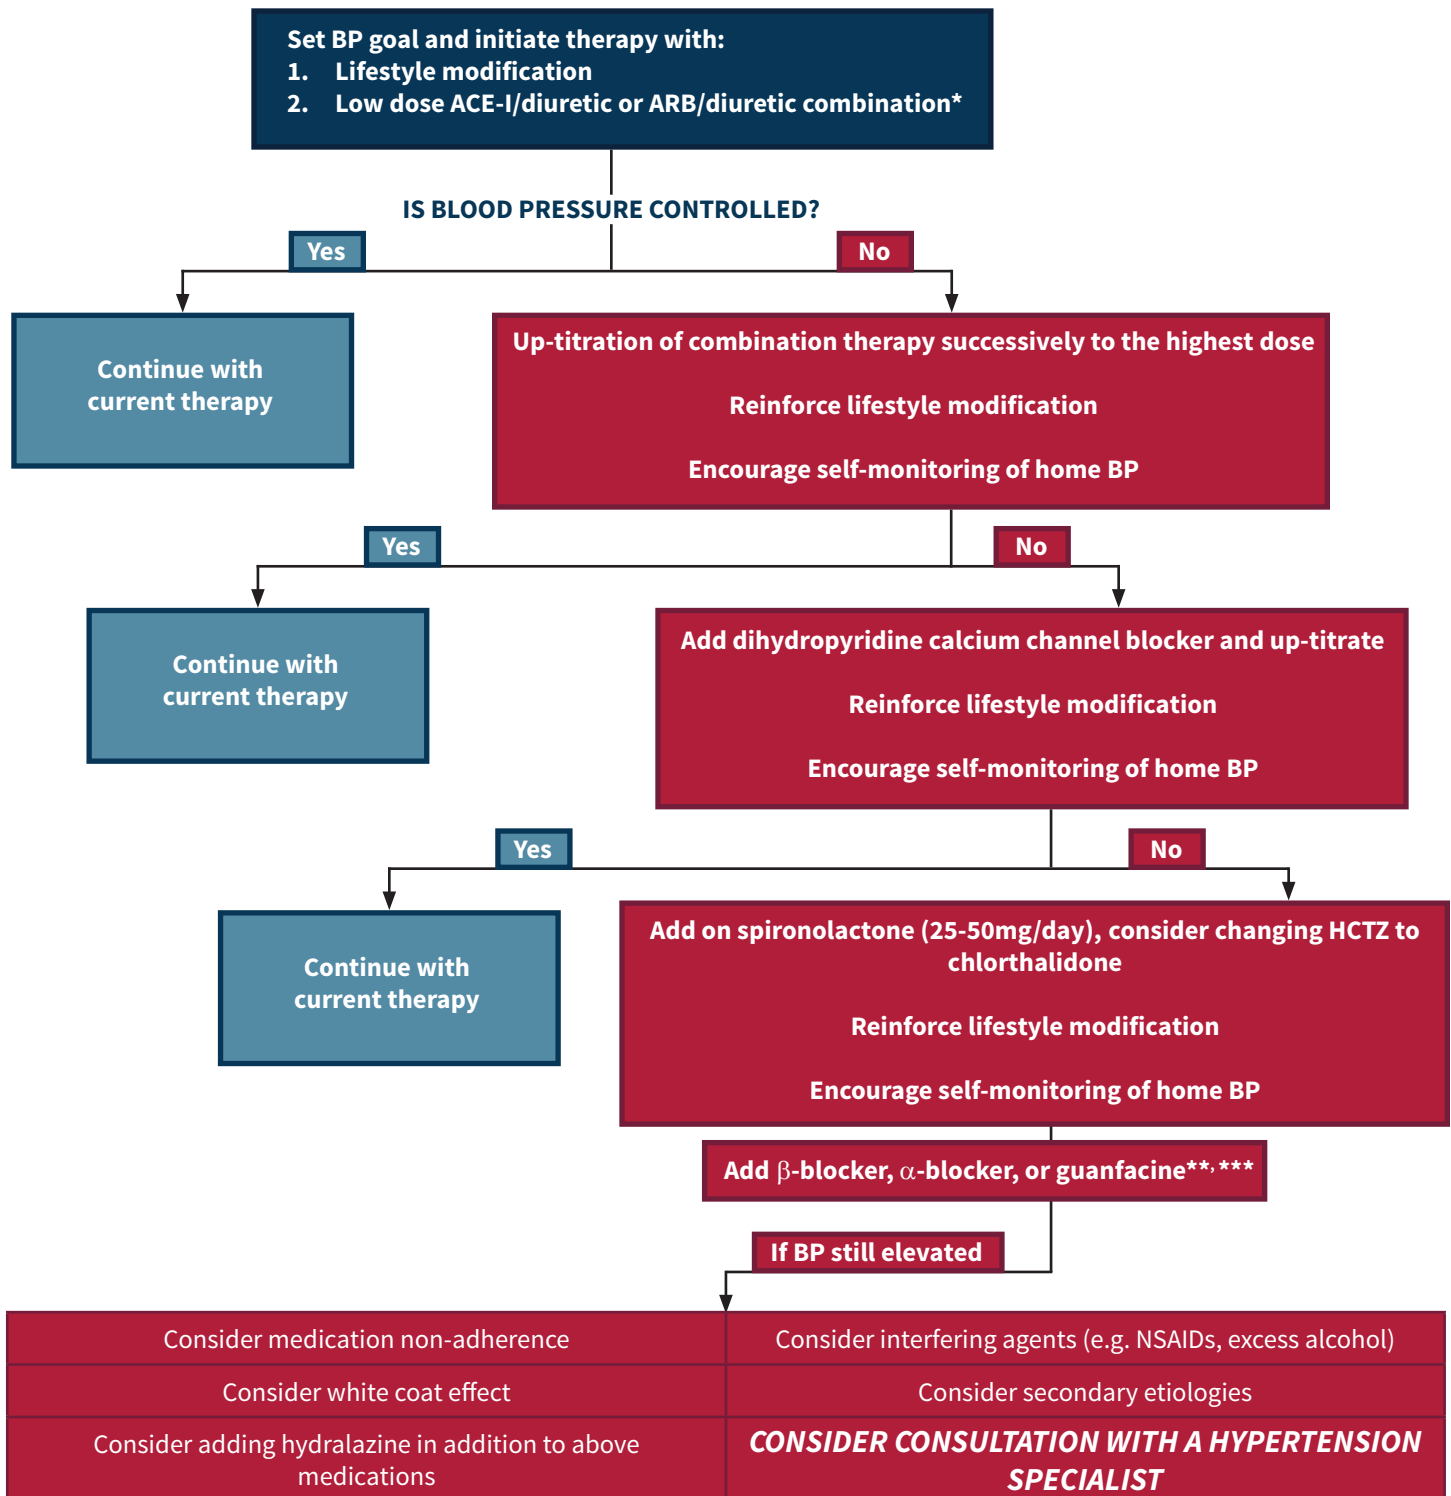 Set BP goal and initiate therapy with:
1. Lifestyle modification
2. Low dose ACE-I/diuretic or ARB/diuretic combination*
IS BLOOD PRESSURE CONTROLLED?
Yes
No
Continue with
current therapy
Up-titration of combination therapy successively to the highest dose
Reinforce lifestyle modification
Encourage self-monitoring of home BP
Yes
No
Continue with
current therapy
Add dihydropyridine calcium channel blocker and up-titrate
Reinforce lifestyle modification
Encourage self-monitoring of home BP
Yes
No
Continue with
current therapy
Add on spironolactone (25-50mg/day), consider changing HCTZ to
chlorthalidone
Reinforce lifestyle modification
Encourage self-monitoring of home BP
Add β-blocker, α-blocker, or guanfacine**, ***
If BP still elevated
Consider medication non-adherence
Consider interfering agents (e.g. NSAIDs, excess alcohol)
Consider white coat effect
Consider secondary etiologies
Consider adding hydralazine in addition to above
medications
CONSIDER CONSULTATION WITH A HYPERTENSION
SPECIALIST